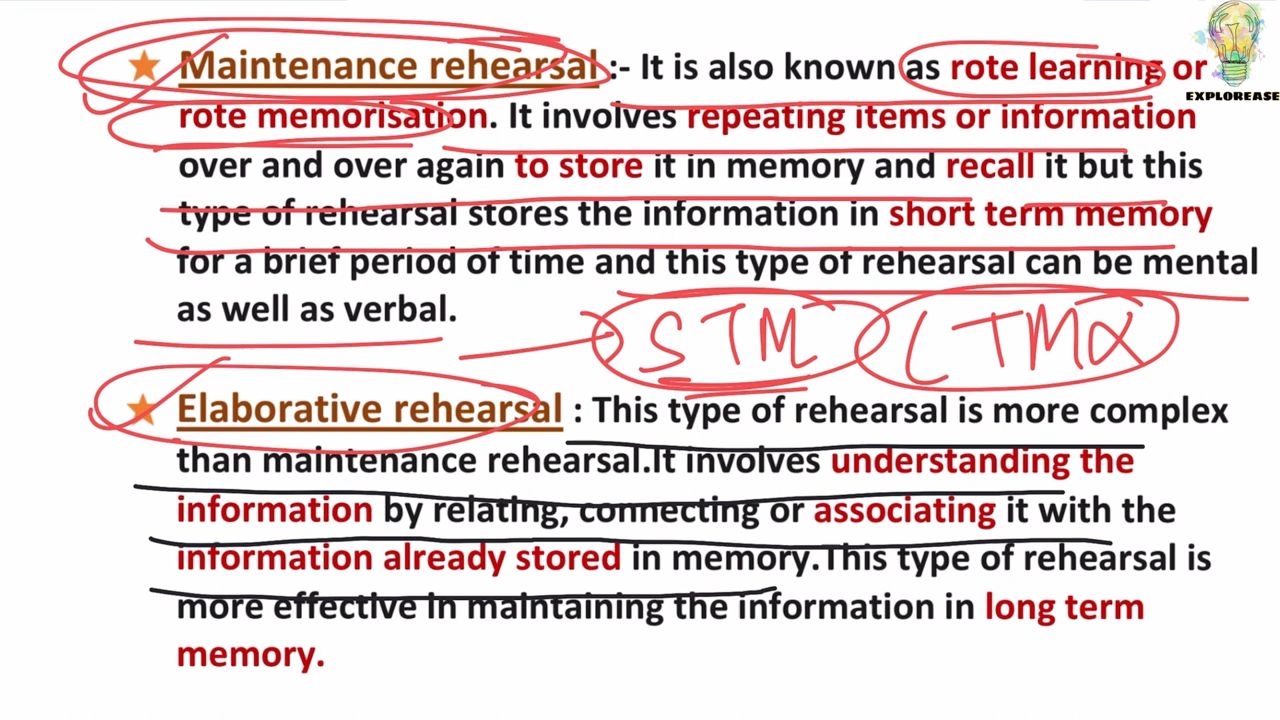 Maintenance rehearsal :- It is also known as rote learning or
EXPLOREASE
rote memorisation. It involves repeating items or information
over and over again to store it in memory and recall it but this
type of rehearsal stores the information in short term memory
for a brief period of time and this type of rehearsal can be mental
as well as verbal.
STM LTM
Elaborative rehearsal : This type of rehearsal is more complex
than maintenance rehearsal.It involves understanding the
information by relating, connecting or associating it with the
information already stored in memory.This type of rehearsal is
more effective in maintaining the information in long term
memory.